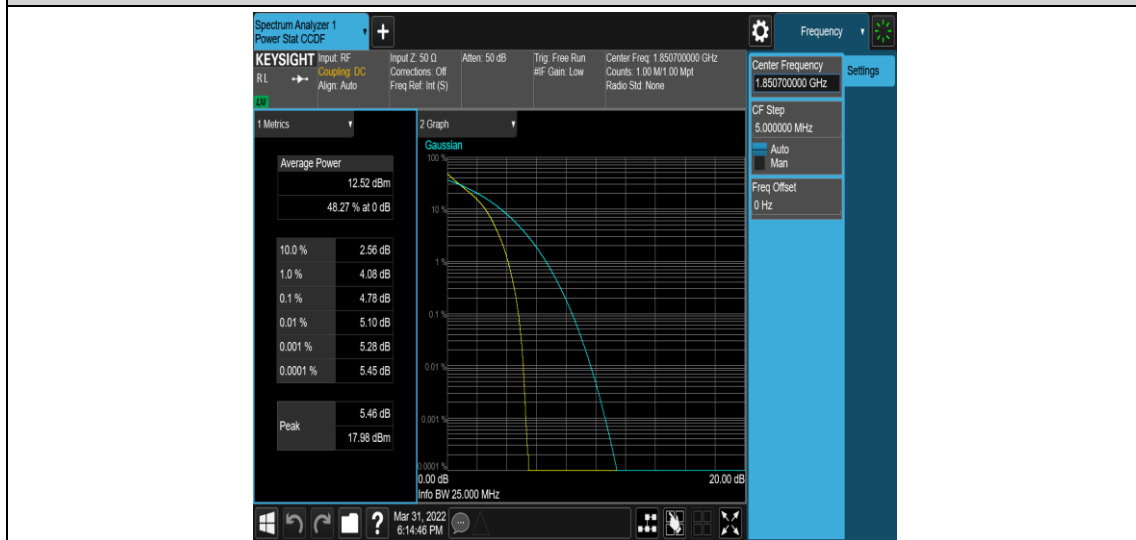 Spectrum Analyzer 1
Power Stat CCDF
+
Frequency
KEYSIGHT
RL
LXI
Input: RF
Coupling: DC
Align: Auto
Input Z: 50 Ω
Corrections: Off
Freq Ref: Int (S)
Atten: 50 dB
Trig: Free Run
#IF Gain: Low
Center Freq: 1.850700000 GHz
Counts: 1.00 M/1.00 Mpt
Radio Std: None
Center Frequency
1.850700000 GHz
Settings
CF Step
5.000000 MHz
Auto
Man
Freq Offset
0 Hz
1 Metrics
Average Power
12.52 dBm
48.27 % at 0 dB
10.0 % 2.56 dB
1.0 % 4.08 dB
0.1 % 4.78 dB
0.01 % 5.10 dB
0.001 % 5.28 dB
0.0001 % 5.45 dB
Peak
5.46 dB
17.98 dBm
2 Graph
Gaussian
100 %
10 %
1 %
0.1 %
0.01 %
0.001 %
0.0001 %
0.00 dB 20.00 dB
Info BW 25.000 MHz
?
Mar 31, 2022
6:14:46 PM